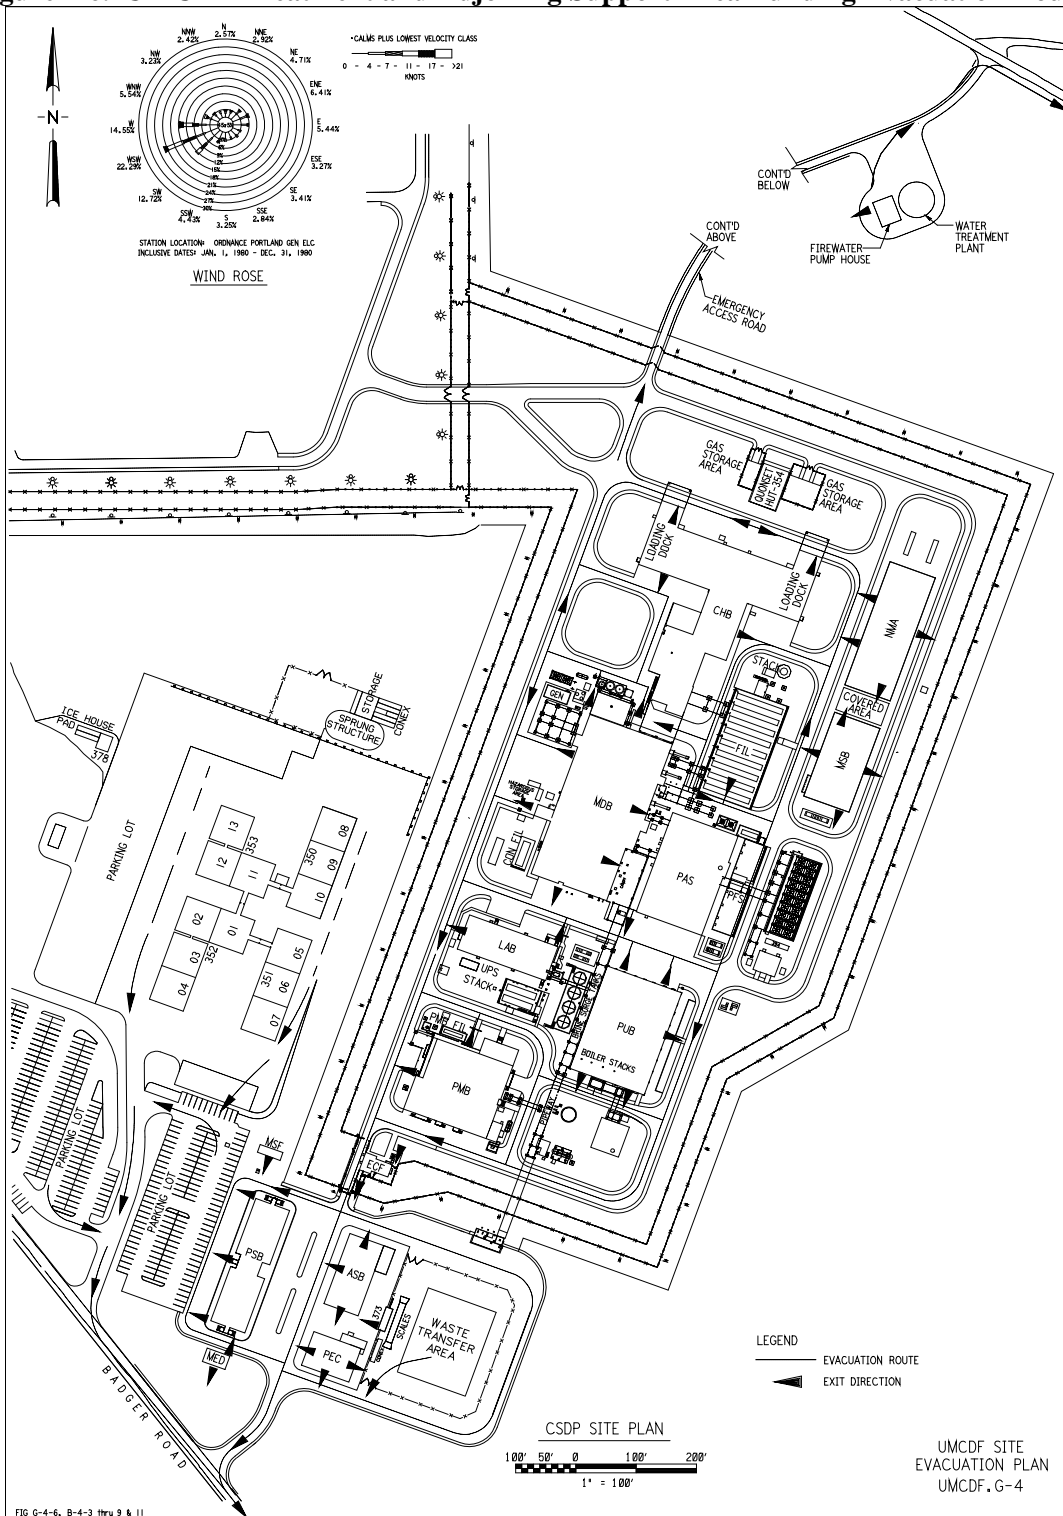 N
NNE
2.57%
2.92%
NNW
2.42%
NW
3.23%
NE
4.71%
WNW
5.54%
ENE
6.41%
W
14.55%
E
5.44%
WSW
22.29%
ESE
3.27%
SW
12.72%
SE
3.41%
SSW
4.43%
S
3.25%
SSE
2.84%
•CALMS PLUS LOWEST VELOCITY CLASS
0 - 4 - 7 - 11 - 17 - >21
KNOTS
-N-
STATION LOCATION: ORDNANCE PORTLAND GEN ELC
INCLUSIVE DATES: JAN. 1, 1980 - DEC. 31, 1980
WIND ROSE
CONT'D
BELOW
CONT'D
ABOVE
WATER
TREATMENT
PLANT
FIREWATER
PUMP HOUSE
EMERGENCY
ACCESS ROAD
GAS
STORAGE
AREA
QUONSET
HUT-354
GAS
STORAGE
AREA
LOADING
DOCK
LOADING
DOCK
CHB
NMA
STACK
COVERED
AREA
MSB
GEN
FIL
MDB
CON FIL
PAS
PFS
STORAGE
CONEX
SPRUNG
STRUCTURE
ICE HOUSE
PAD
378
PARKING LOT
13
353
12
11
08
350
09
10
02
01
03
352
04
05
351
06
07
LAB
UPS
STACK
BRINE SURGE TANKS
PUB
BOILER STACKS
PMB
FIL
PMB
PIPEWAY
ECF
MSF
PARKING LOT
PARKING LOT
PSB
ASB
373
SCALES
WASTE
TRANSFER
AREA
PEC
MED
BADGER ROAD
LEGEND
EVACUATION ROUTE
EXIT DIRECTION
CSDP SITE PLAN
100' 50' 0 100' 200'
1" = 100'
UMCDF SITE
EVACUATION PLAN
UMCDF.G-4
FIG G-4-6, B-4-3 thru 9 & 11